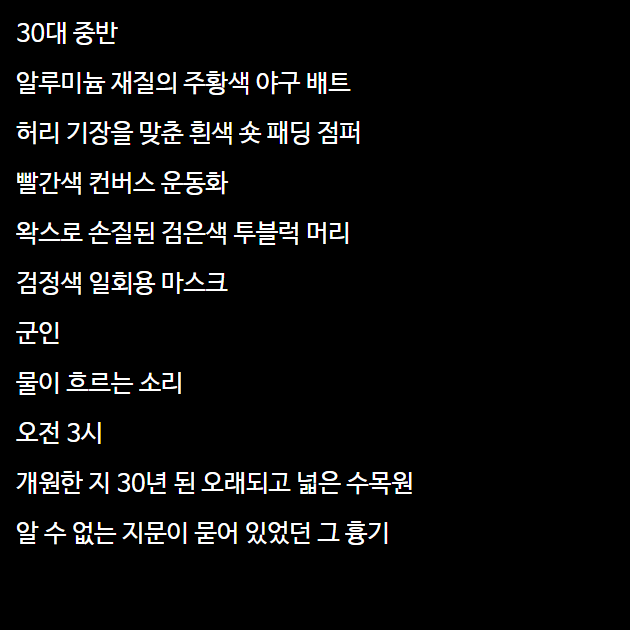 30대 중반
알루미늄 재질의 주황색 야구 배트
허리 기장을 맞춘 흰색 숏 패딩 점퍼
빨간색 컨버스 운동화
왁스로 손질된 검은색 투블럭 머리
검정색 일회용 마스크
군인
물이 흐르는 소리
오전 3시
개원한 지 30년 된 오래되고 넓은 수목원
알 수 없는 지문이 묻어 있었던 그 흉기